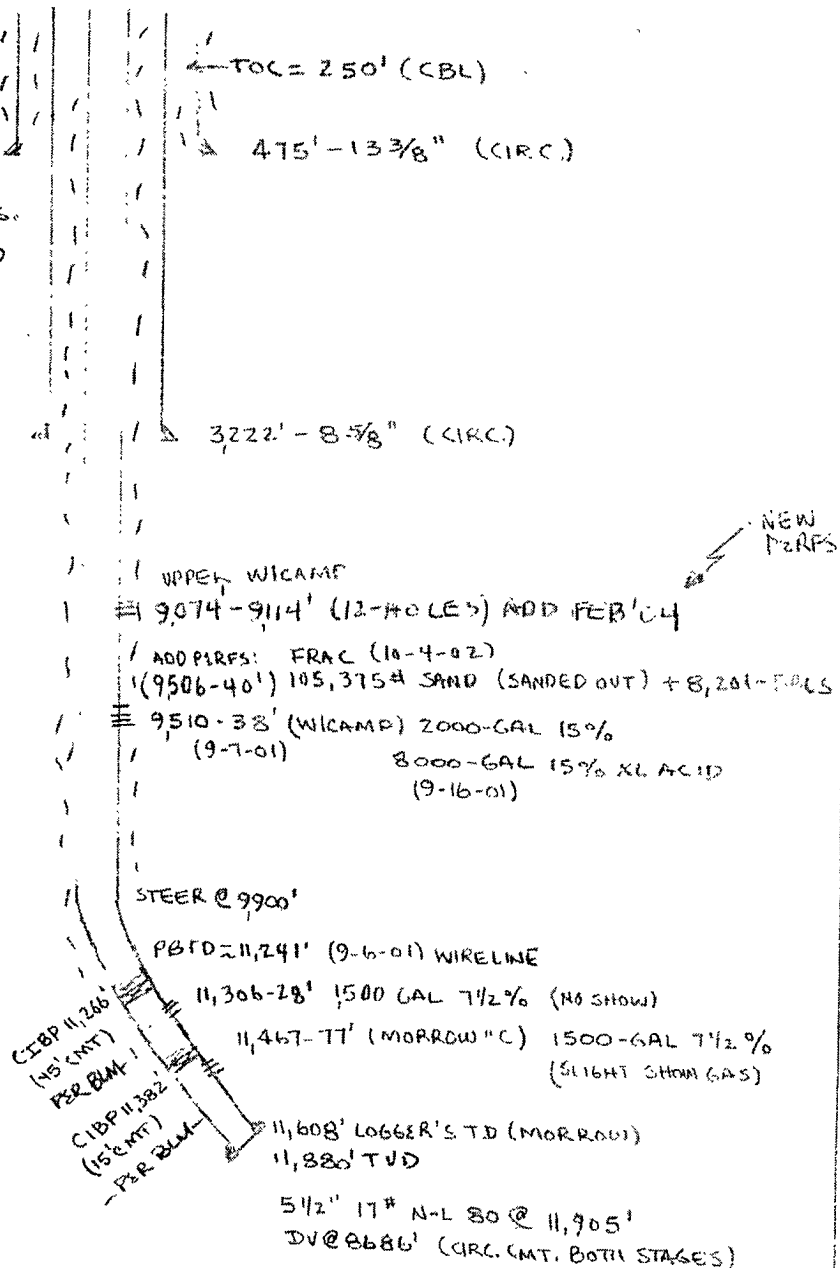 TOC = 250' (CBL)
475' - 13 3/8" (CIRC.)
S.
3,222' - 8 5/8" (CIRC.)
NEW
PERFS
UPPER WICAMP
9,074'-9,114' (12-HOLES) ADD FEB'04
ADD PERFS: FRAC (10-4-02)
(9506-40') 105,375# SAND (SANDED OUT) + 8,201-
9,510-38' (WICAMP) 2000-GAL 15%
(9-7-01)
8000-GAL 15% XL ACID
(9-16-01)
STEER @ 9,900'
PBTD = 11,241' (9-6-01) WIRELINE
11,306-28' 1,500 GAL 7 1/2% (NO SHOW)
11,467-77' (MORROW "C) 1500-GAL 7 1/2%
(SLIGHT SHOW GAS)
CIBP 11,266'
CMT)
PER BLM
CIBP 11,382'
(15' CMT)
PER BLM
11,608' LOGGER'S TD (MORROW)
11,880' TVD
5 1/2" 17# N-L 80 @ 11,905'
DV @ 8686' (CIRC. CMT. BOTH STAGES)